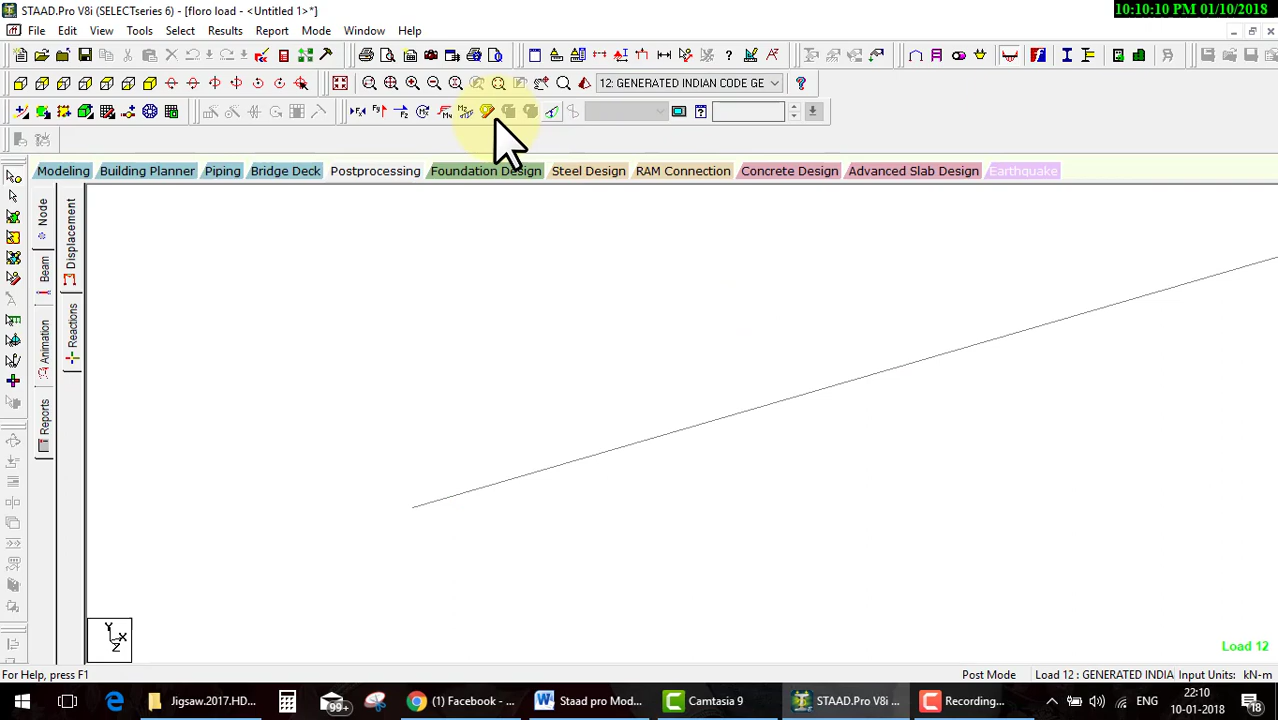 STAAD.Pro V8i (SELECTseries 6) - [floro load - <Untitled 1>*]
10:10:10 PM 01/10/2018
File Edit View Tools Select Results Report Mode Window Help
12: GENERATED INDIAN CODE GE
Modeling Building Planner Piping Bridge Deck Postprocessing Foundation Design Steel Design RAM Connection Concrete Design Advanced Slab Design Earthquake
Node
Displacement
Beam
Reactions
Animation
Reports
Y
X
Z
Load 12
For Help, press F1
Post Mode
Load 12 : GENERATED INDIA
Input Units: kN-m
Jigsaw.2017.HD...
99+
(1) Facebook - ...
Staad pro Mod...
Camtasia 9
STAAD.Pro V8i ...
Recording...
ENG
22:10
10-01-2018
18